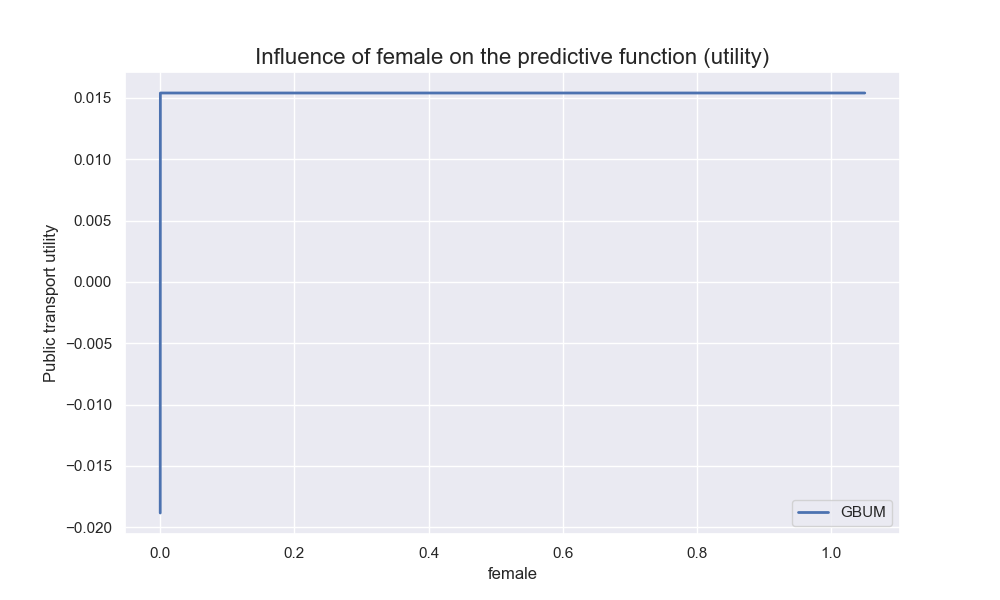 Influence of female on the predictive function (utility)
Public transport utility
0.015
0.010
0.005
0.000
−0.005
−0.010
−0.015
−0.020
GBUM
0.0 0.2 0.4 0.6 0.8 1.0
female